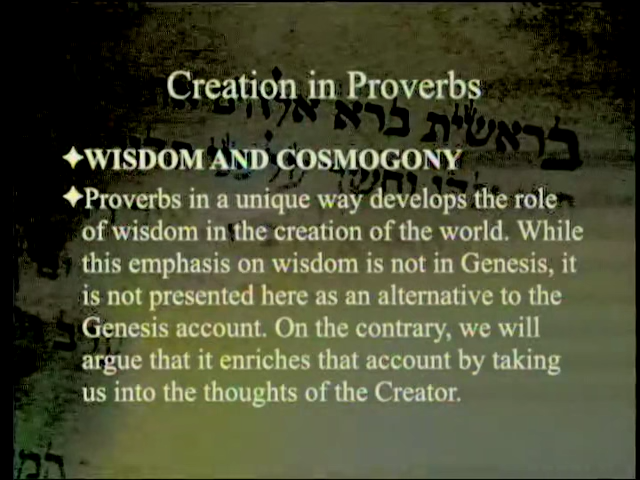 Creation in Proverbs
בראשית ברא אלהים
✦WISDOM AND COSMOGONY
✦Proverbs in a unique way develops the role
of wisdom in the creation of the world. While
this emphasis on wisdom is not in Genesis, it
is not presented here as an alternative to the
Genesis account. On the contrary, we will
argue that it enriches that account by taking
us into the thoughts of the Creator.